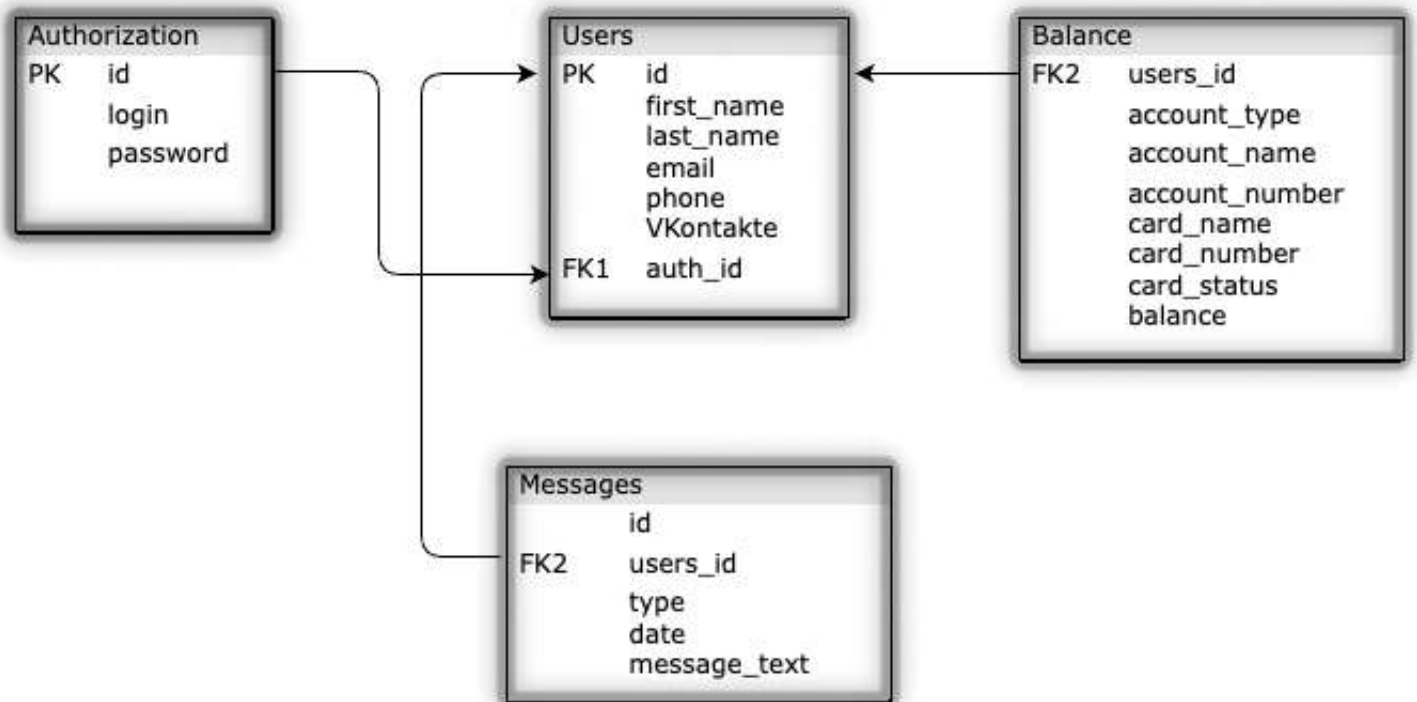 Authorization
PK id
login
password
Users
PK id
first_name
last_name
email
phone
VKontakte
FK1 auth_id
Balance
FK2 users_id
account_type
account_name
account_number
card_name
card_number
card_status
balance
Messages
id
FK2 users_id
type
date
message_text